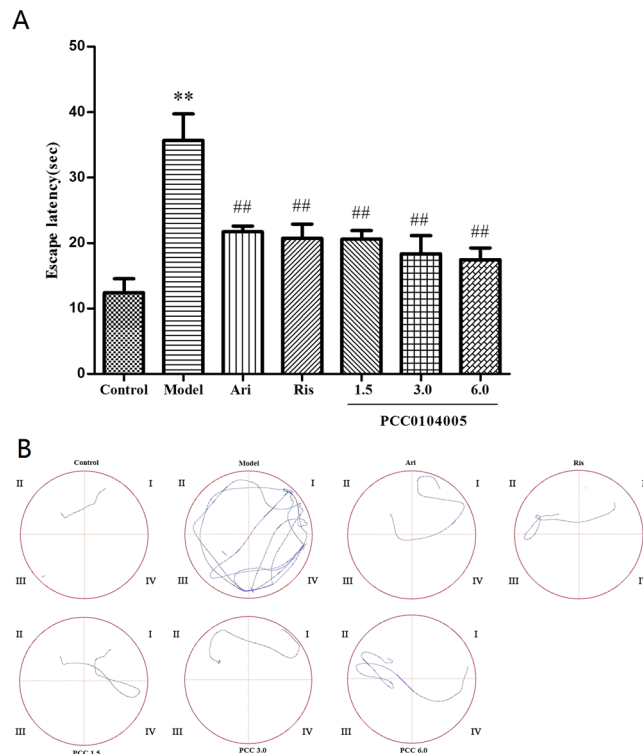 A
50
40
30
20
10
0
Escape latency(sec)
**
##
##
##
##
##
Control Model Ari Ris 1.5 3.0 6.0
PCC0104005
B
Control Model Ari Ris
II I II I II I II I
III IV III IV III IV III
II I II I II I
III IV III IV III IV
PCC 1.5 PCC 3.0 PCC 6.0